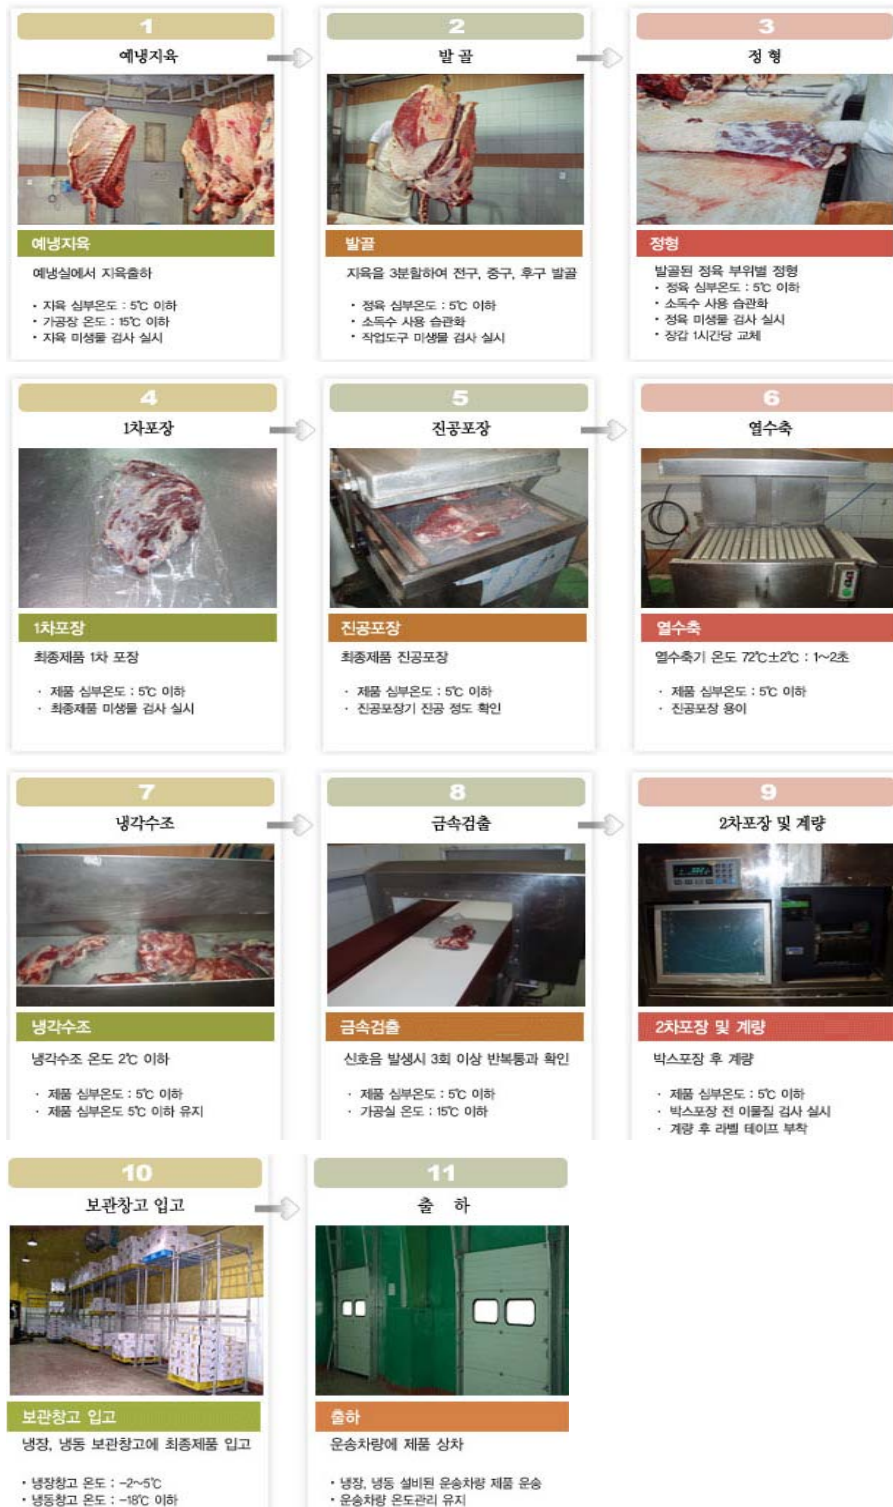 1
예냉지육
예냉지육
예냉실에서 지육출하
• 지육 심부온도 : 5℃ 이하
• 가공장 온도 : 15℃ 이하
• 지육 미생물 검사 실시
2
발 골
발골
지육을 3분할하여 전구, 중구, 후구 발골
• 정육 심부온도 : 5℃ 이하
• 소독수 사용 습관화
• 작업도구 미생물 검사 실시
3
정 형
정형
발골된 정육 부위별 정형
• 정육 심부온도 : 5℃ 이하
• 소독수 사용 습관화
• 정육 미생물 검사 실시
• 장갑 1시간당 교체
4
1차포장
1차포장
최종제품 1차 포장
· 제품 심부온도 : 5℃ 이하
· 최종제품 미생물 검사 실시
5
진공포장
진공포장
최종제품 진공포장
· 제품 심부온도 : 5℃ 이하
· 진공포장기 진공 정도 확인
6
열수축
열수축
열수축기 온도 72℃±2℃ : 1~2초
· 제품 심부온도 : 5℃ 이하
· 진공포장 용이
7
냉각수조
냉각수조
냉각수조 온도 2℃ 이하
· 제품 심부온도 : 5℃ 이하
· 제품 심부온도 5℃ 이하 유지
8
금속검출
금속검출
신호음 발생시 3회 이상 반복통과 확인
· 제품 심부온도 : 5℃ 이하
· 가공실 온도 : 15℃ 이하
9
2차포장 및 계량
2차포장 및 계량
박스포장 후 계량
· 제품 심부온도 : 5℃ 이하
· 박스포장 전 이물질 검사 실시
· 계량 후 라벨 테이프 부착
10
보관창고 입고
보관창고 입고
냉장, 냉동 보관창고에 최종제품 입고
• 냉장창고 온도 : -2~5℃
• 냉동창고 온도 : -18℃ 이하
11
출 하
출하
운송차량에 제품 상차
• 냉장, 냉동 설비된 운송차량 제품 운송
• 운송차량 온도관리 유지